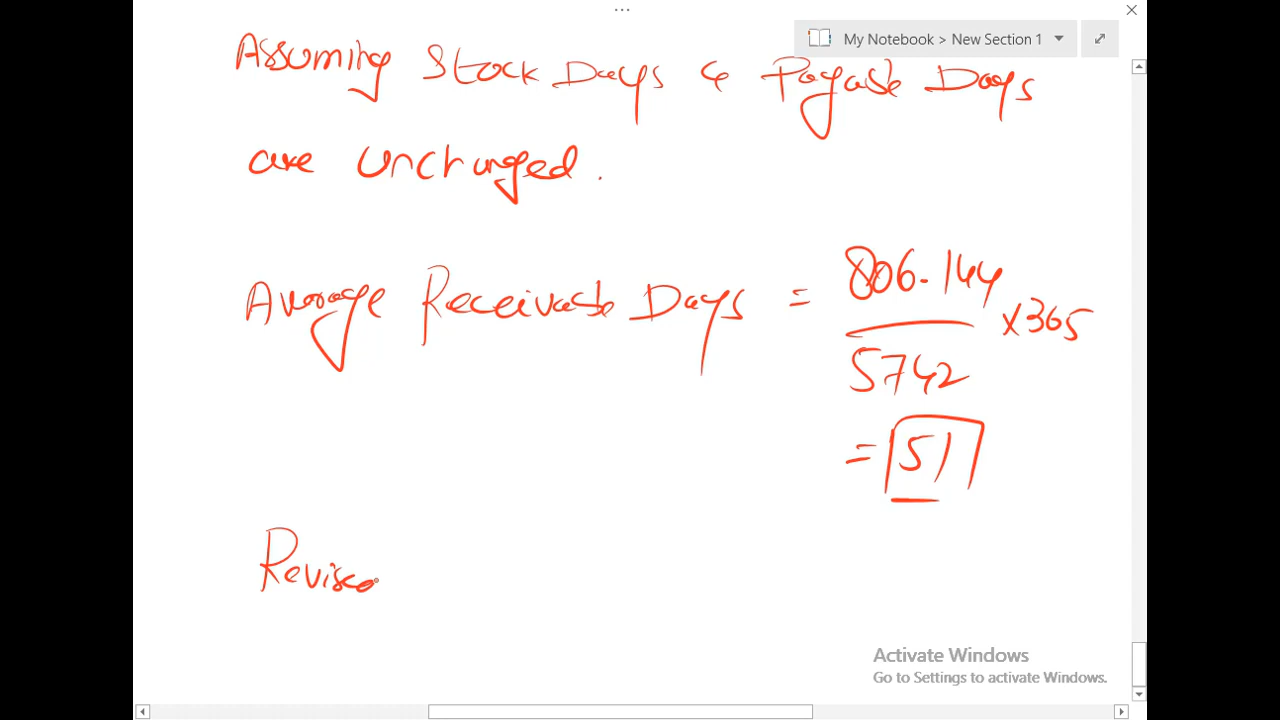 ...
My Notebook > New Section 1
Assuming Stock Days & Payable Days
are unchanged.
Average Receivable Days = 806.144
x365
5742
= 51
Revised
Activate Windows
Go to Settings to activate Windows.